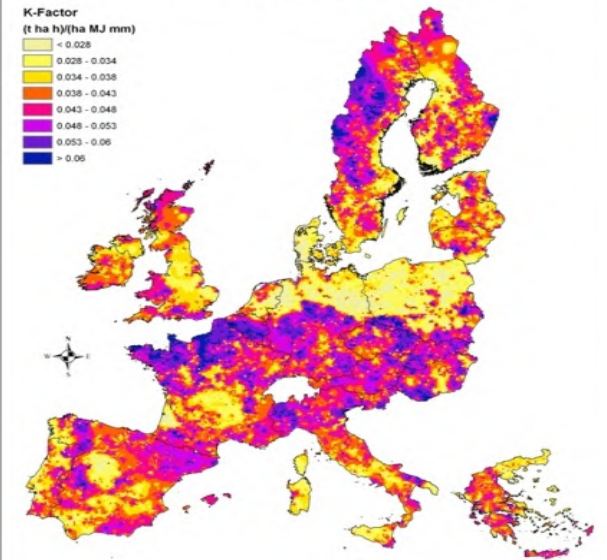 K-Factor
(t ha h)/(ha MJ mm)
< 0.028
0.028 - 0.034
0.034 - 0.038
0.038 - 0.043
0.043 - 0.048
0.048 - 0.053
0.053 - 0.06
> 0.06
N
W E
S